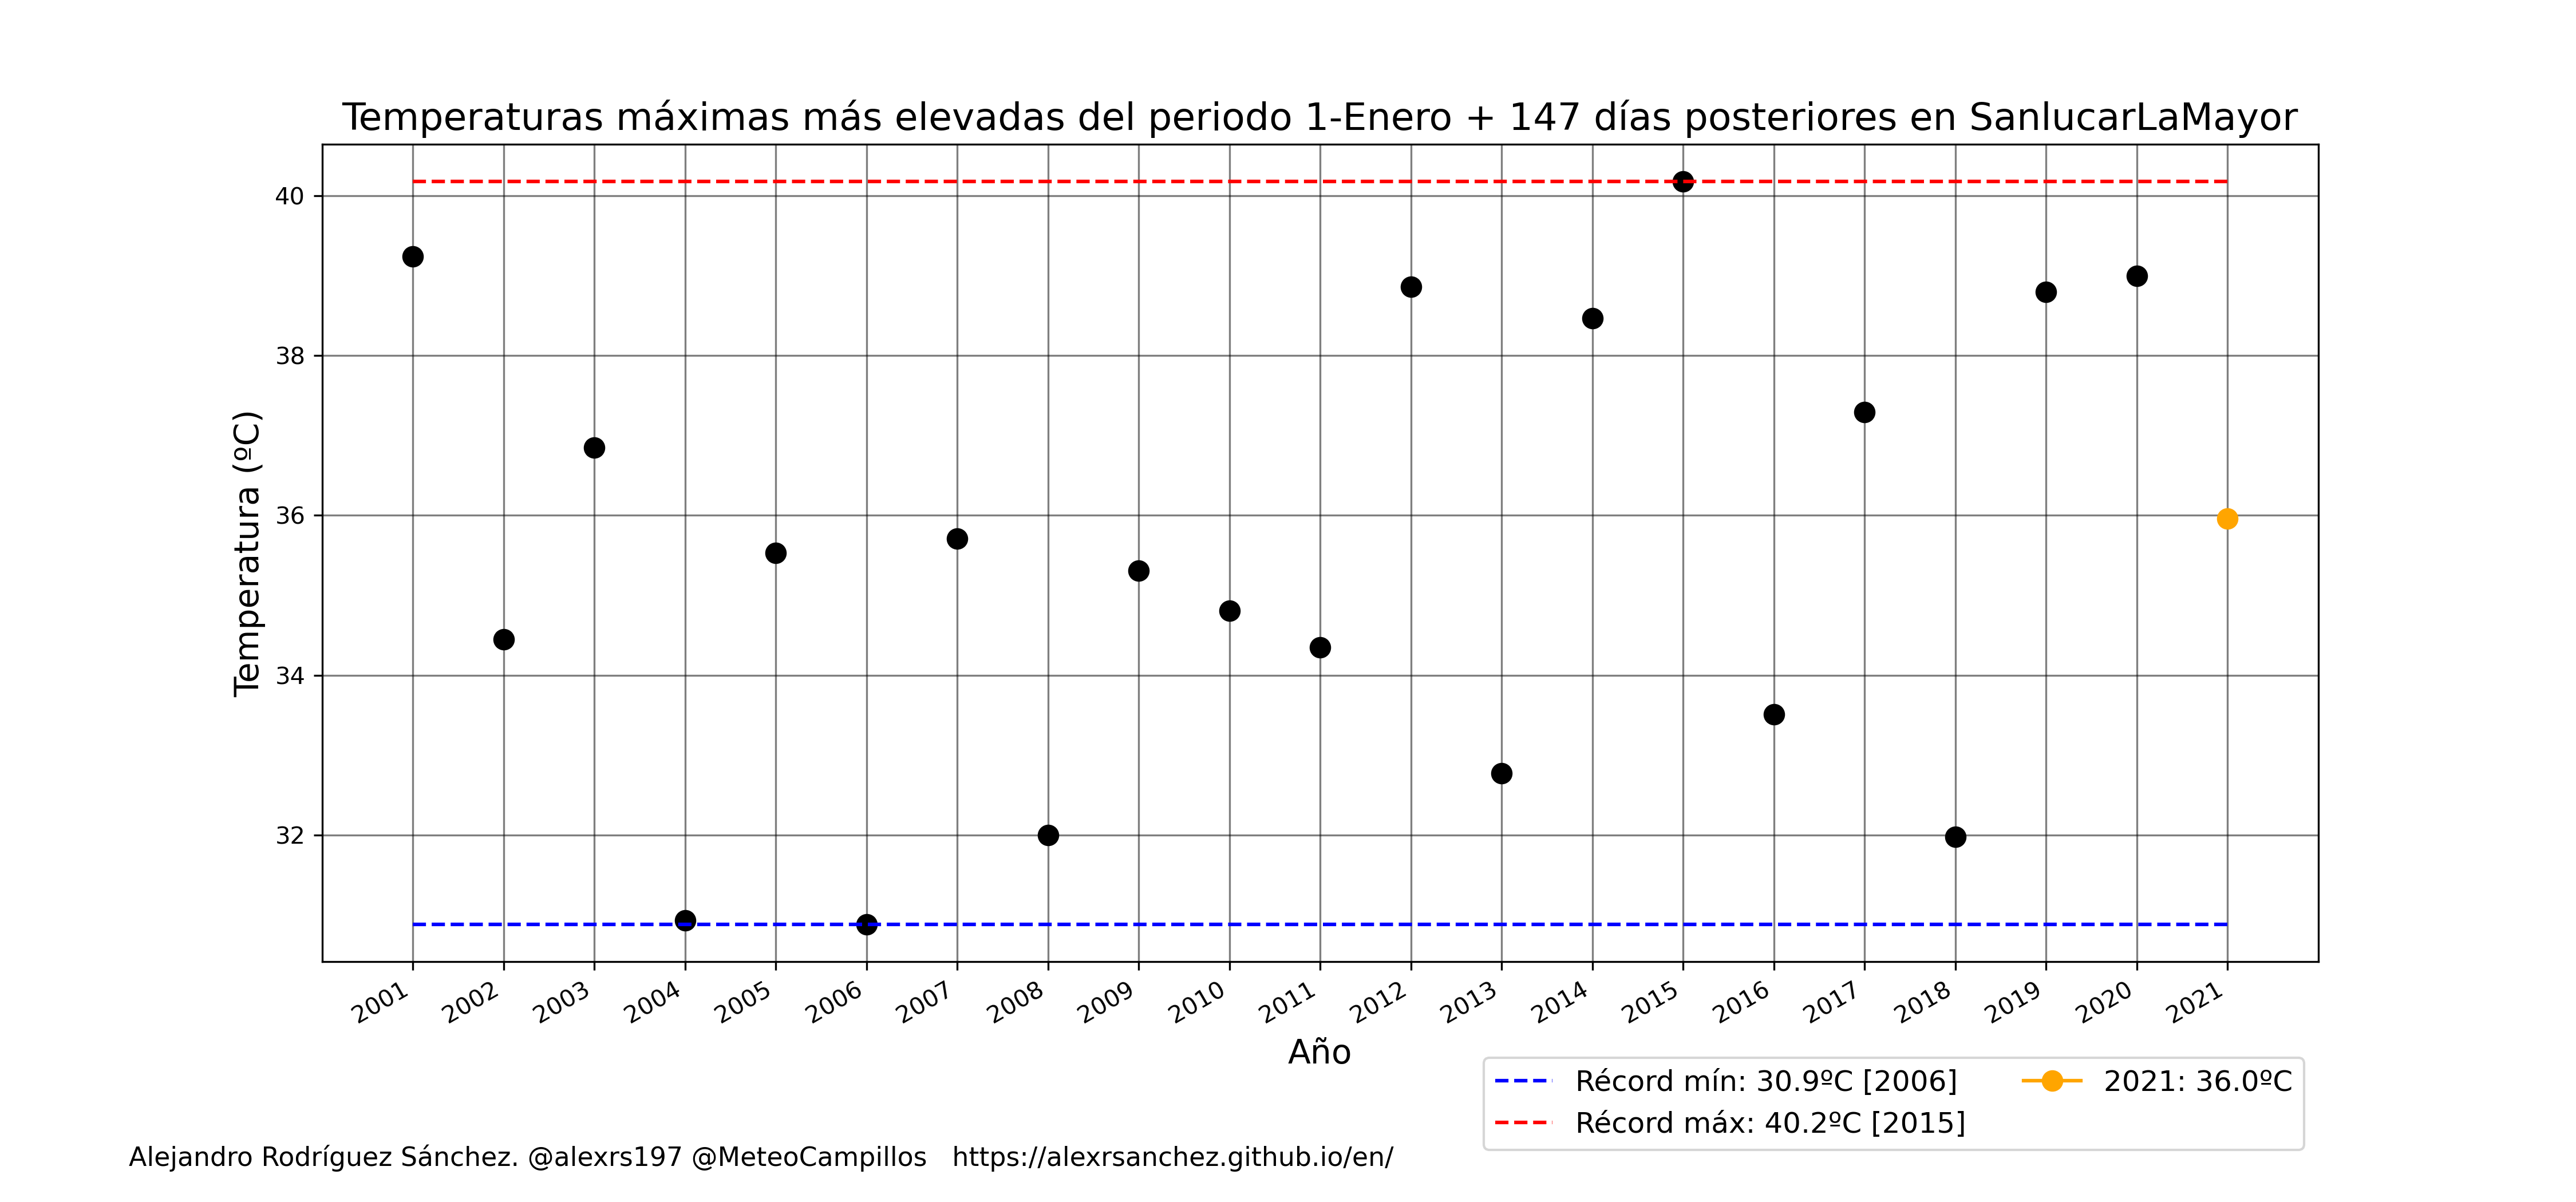 Temperaturas máximas más elevadas del periodo 1-Enero + 147 días posteriores en SanlucarLaMayor
Temperatura (ºC)
40
38
36
34
32
2001 2002 2003 2004 2005 2006 2007 2008 2009 2010 2011 2012 2013 2014 2015 2016 2017 2018 2019 2020 2021
Año
Récord mín: 30.9ºC [2006]
Récord máx: 40.2ºC [2015]
2021: 36.0ºC
Alejandro Rodríguez Sánchez. @alexrs197 @MeteoCampillos https://alexrsanchez.github.io/en/